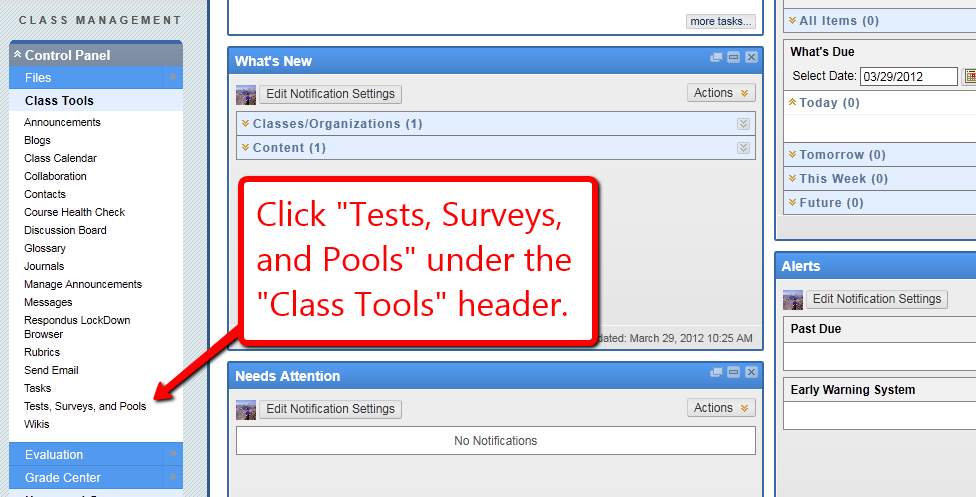 CLASS MANAGEMENT
Control Panel
Files
Class Tools
Announcements
Blogs
Class Calendar
Collaboration
Contacts
Course Health Check
Discussion Board
Glossary
Journals
Manage Announcements
Messages
Respondus LockDown
Browser
Rubrics
Send Email
Tasks
Tests, Surveys, and Pools
Wikis
Evaluation
Grade Center
more tasks...
What's New
Edit Notification Settings
Actions
Classes/Organizations (1)
Content (1)
Click "Tests, Surveys,
and Pools" under the
"Class Tools" header.
dated: March 29, 2012 10:25 AM
Needs Attention
Edit Notification Settings
Actions
No Notifications
All Items (0)
What's Due
Select Date: 03/29/2012
Today (0)
Tomorrow (0)
This Week (0)
Future (0)
Alerts
Edit Notification Settings
Past Due
Early Warning System